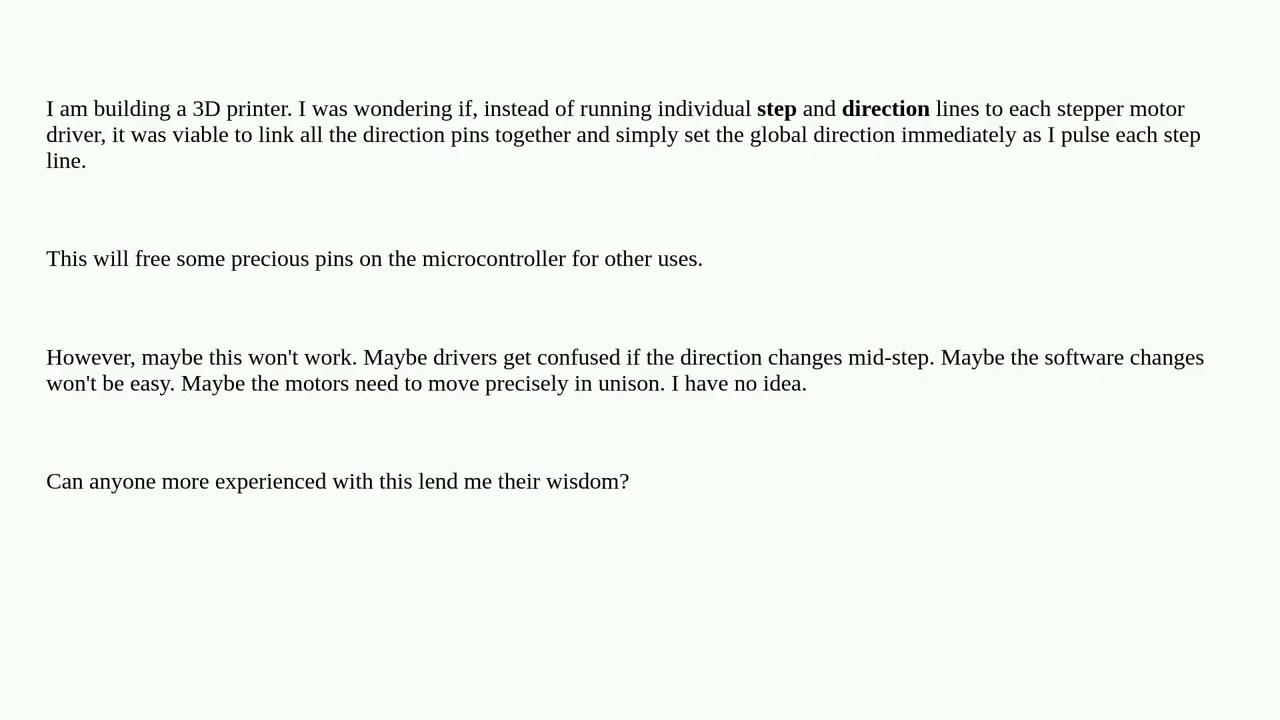 I am building a 3D printer. I was wondering if, instead of running individual step and direction lines to each stepper motor
driver, it was viable to link all the direction pins together and simply set the global direction immediately as I pulse each step
line.
This will free some precious pins on the microcontroller for other uses.
However, maybe this won't work. Maybe drivers get confused if the direction changes mid-step. Maybe the software changes
won't be easy. Maybe the motors need to move precisely in unison. I have no idea.
Can anyone more experienced with this lend me their wisdom?